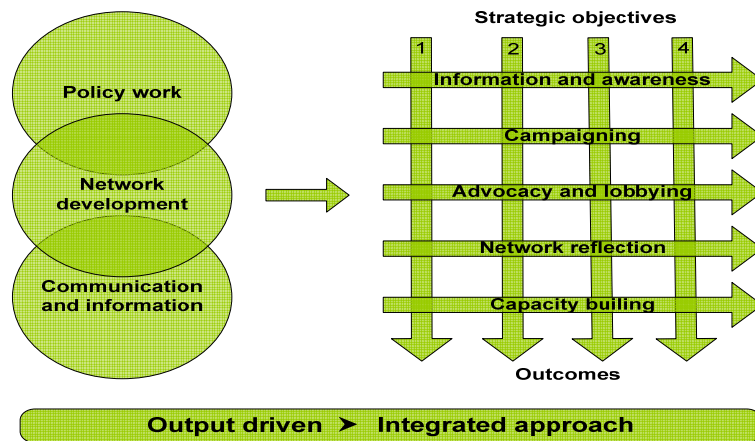 Policy work
Network
development
Communication
and information
Strategic objectives
1 2 3 4
Information and awareness
Campaigning
Advocacy and lobbying
Network reflection
Capacity builing
Outcomes
Output driven ➤ Integrated approach